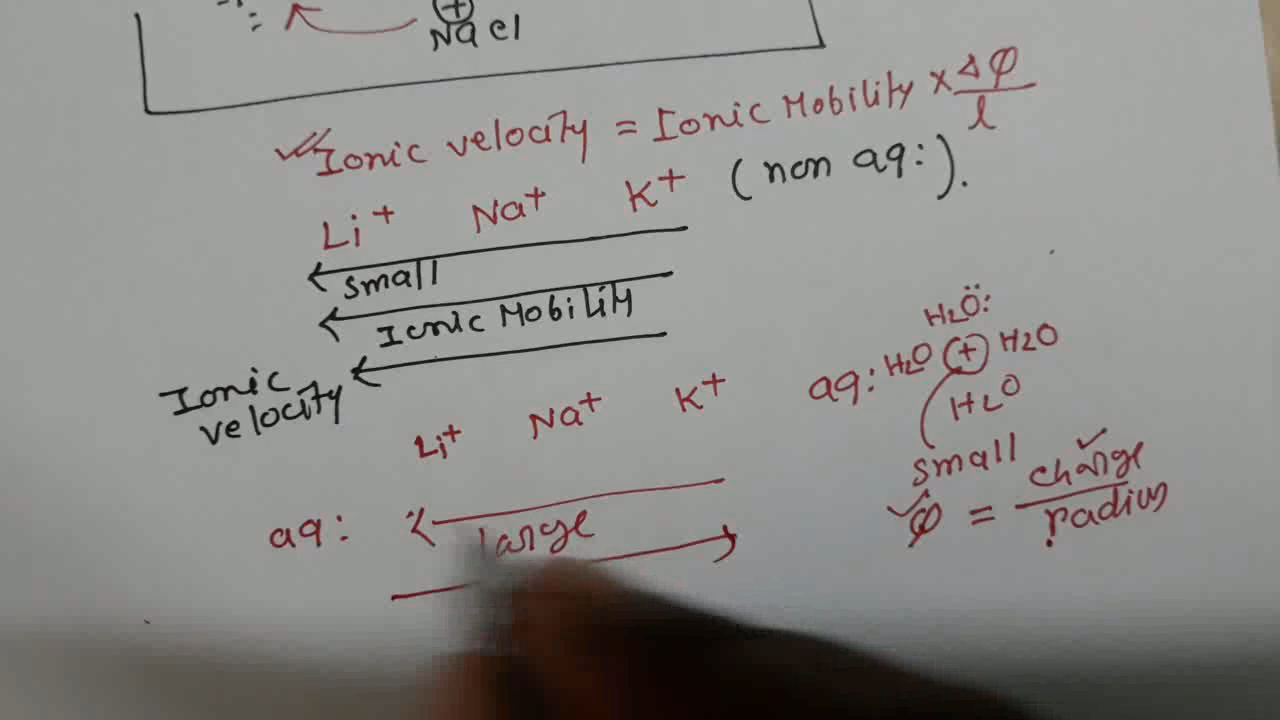 NaCl
Ionic velocity = Ionic Mobility × Δφ / l
Li+ Na+ K+ (non aq:).
small
Ionic Mobility
Ionic velocity
Li+ Na+ K+
aq: large
H2O:
aq: H2O + H2O
H2O
small
φ = charge / radius